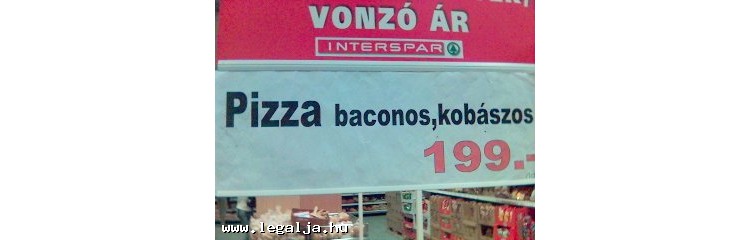 VONZÓ ÁR
INTERSPAR
Pizza baconos,kobászos
199.-
www.legalja.hu